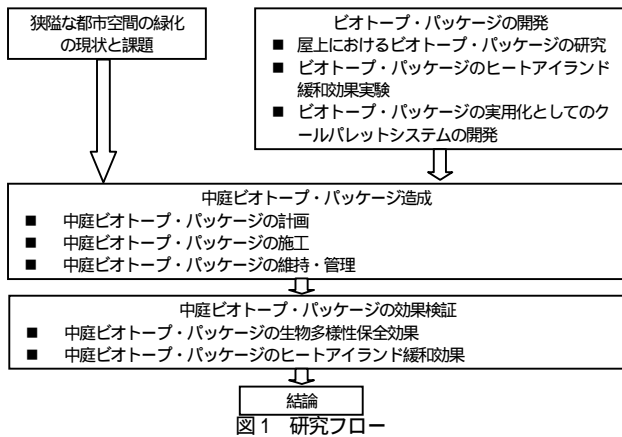 狭隘な都市空間の緑化
の現状と課題
ビオトープ・パッケージの開発
■ 屋上におけるビオトープ・パッケージの研究
■ ビオトープ・パッケージのヒートアイランド
緩和効果実験
■ ビオトープ・パッケージの実用化としてのク
ールパレットシステムの開発
中庭ビオトープ・パッケージ造成
■ 中庭ビオトープ・パッケージの計画
■ 中庭ビオトープ・パッケージの施工
■ 中庭ビオトープ・パッケージの維持・管理
中庭ビオトープ・パッケージの効果検証
■ 中庭ビオトープ・パッケージの生物多様性保全効果
■ 中庭ビオトープ・パッケージのヒートアイランド緩和効果
結論
図1 研究フロー